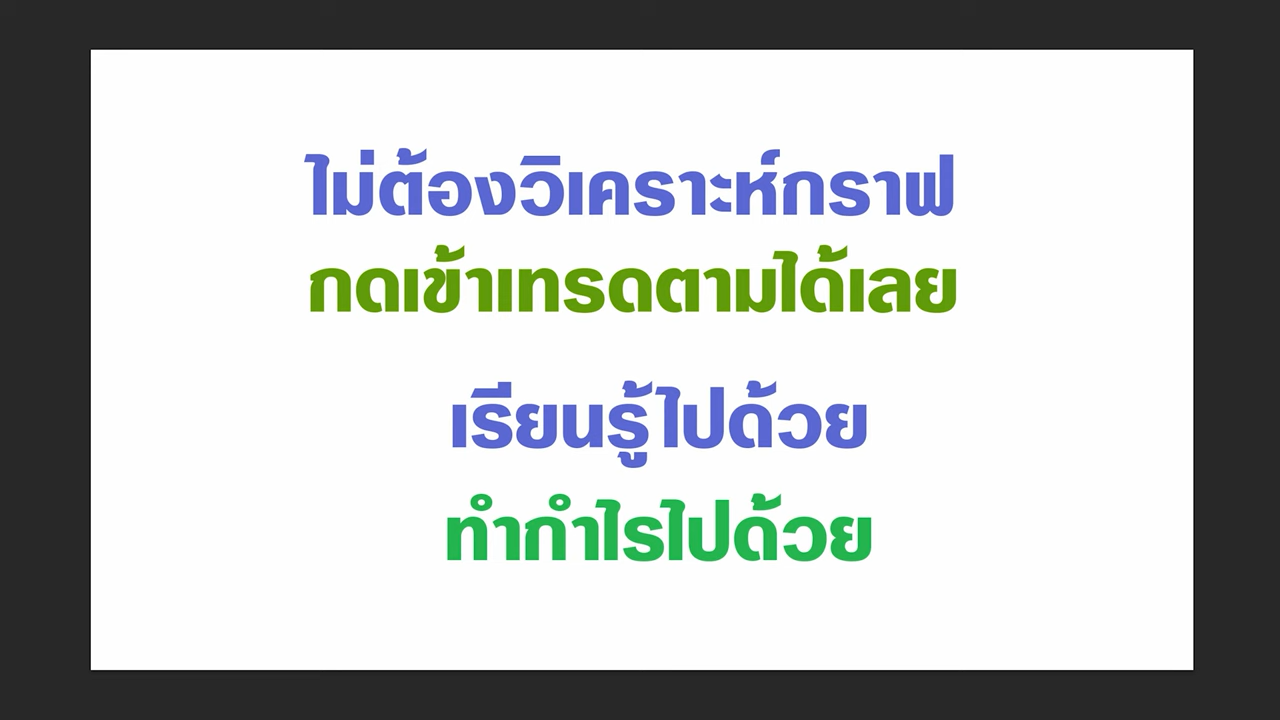 ไม่ต้องวิเคราะห์กราฟ
กดเข้าเทรดตามได้เลย
เรียนรู้ไปด้วย
ทำกำไรไปด้วย